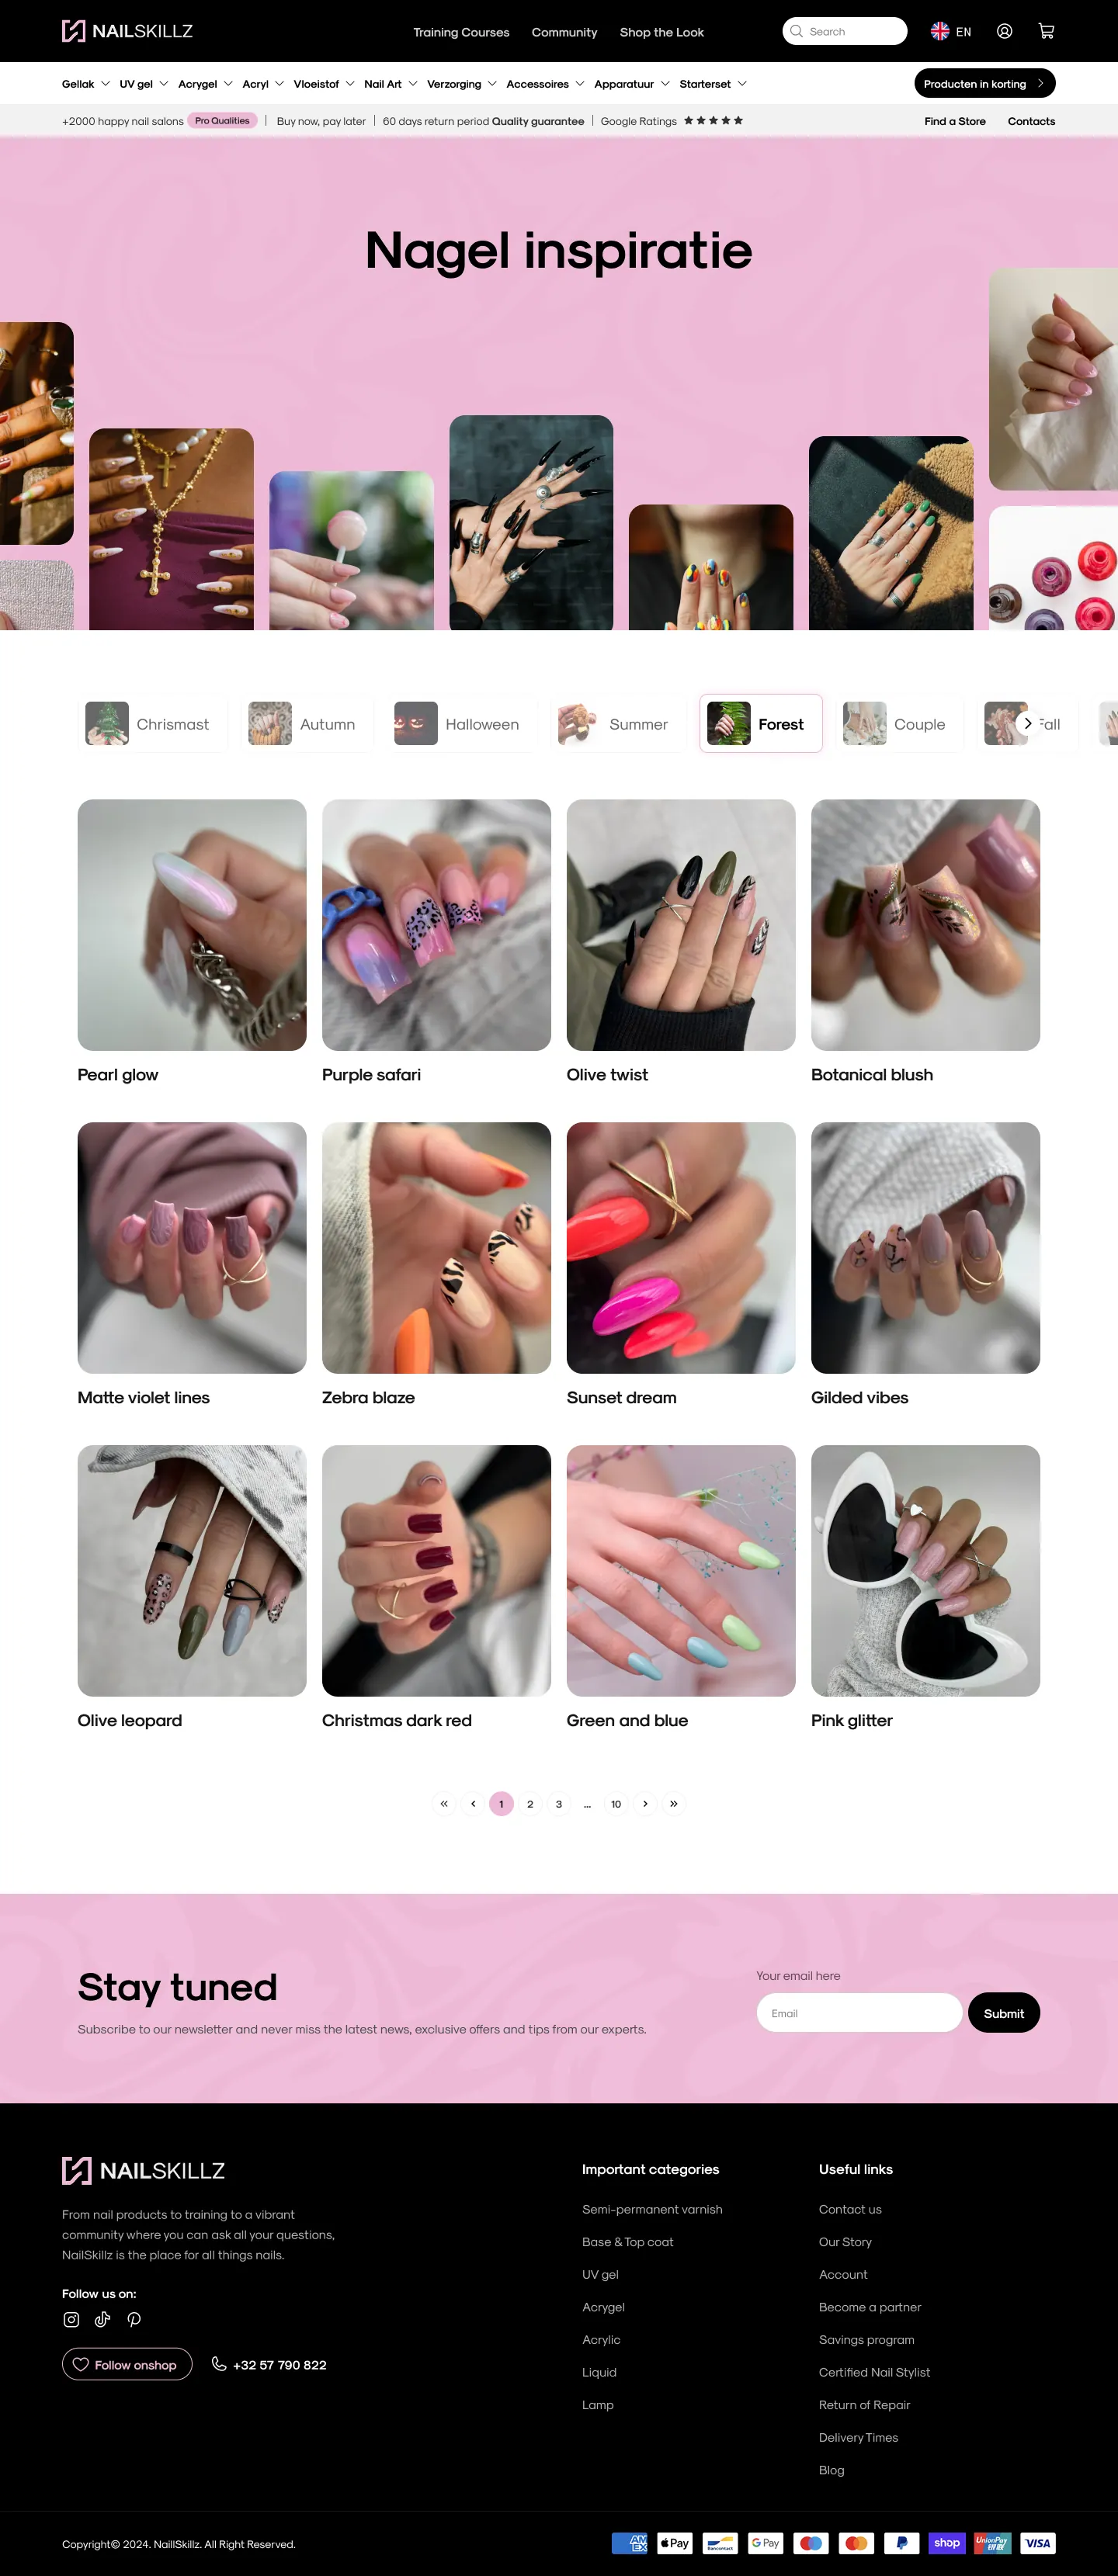 NAILSKILLZ
Training Courses Community Shop the Look
Search
EN
Gellak UV gel Acrygel Acryl Vloeistof Nail Art Verzorging Accessoires Apparatuur Starterset
Producten in korting
+2000 happy nail salons Pro Qualities | Buy now, pay later | 60 days return period Quality guarantee | Google Ratings ★★★★★
Find a Store Contacts
Nagel inspiratie
Chrismast Autumn Halloween Summer Forest Couple Fall
Pearl glow Purple safari Olive twist Botanical blush
Matte violet lines Zebra blaze Sunset dream Gilded vibes
Olive leopard Christmas dark red Green and blue Pink glitter
« ‹ 1 2 3 ... 10 › »
Stay tuned
Subscribe to our newsletter and never miss the latest news, exclusive offers and tips from our experts.
Your email here
Email
Submit
NAILSKILLZ
From nail products to training to a vibrant
community where you can ask all your questions,
NailSkillz is the place for all things nails.
Follow us on:
Follow onshop
+32 57 790 822
Important categories
Semi-permanent varnish
Base & Top coat
UV gel
Acrygel
Acrylic
Liquid
Lamp
Useful links
Contact us
Our Story
Account
Become a partner
Savings program
Certified Nail Stylist
Return of Repair
Delivery Times
Blog
Copyright© 2024. NaillSkillz. All Right Reserved.
AMEX Pay Bancontact G Pay shop UnionPay 银联 VISA